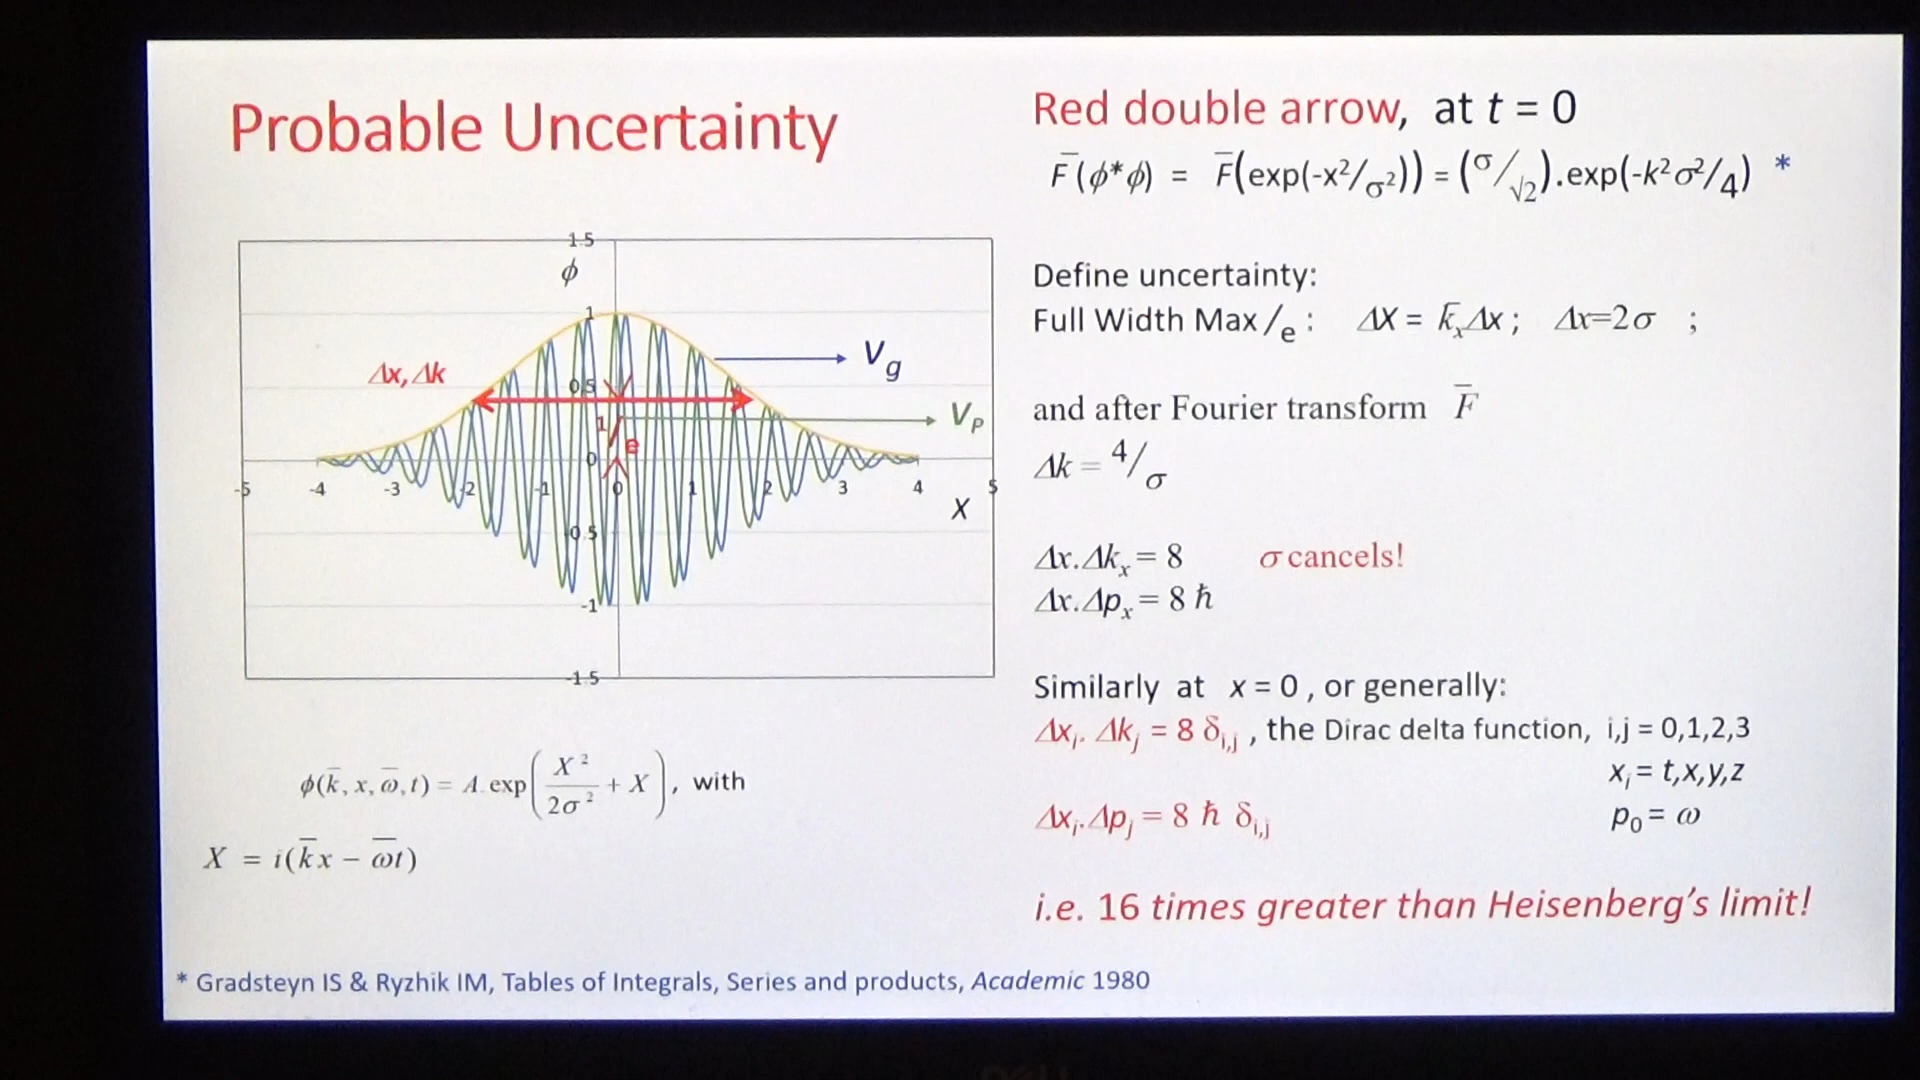 Probable Uncertainty
1.5
ϕ
1
Δx, Δk
0.5
V_g
1/e
V_P
0
-5 -4 -3 -2 -1 0 1 2 3 4 5
X
-0.5
-1
-1.5
ϕ(k̅, x, ω̅, t) = A.exp(X²/2σ² + X), with
X = i(k̅x − ω̅t)
Red double arrow, at t = 0
F̅(ϕ*ϕ) = F̅(exp(-x²/σ²)) = (σ/√2).exp(-k²σ²/4) *
Define uncertainty:
Full Width Max/e : ΔX = k̅ₓΔx ; Δx=2σ ;
and after Fourier transform F̅
Δk = 4/σ
Δx.Δkₓ = 8 σ cancels!
Δx.Δpₓ = 8 ħ
Similarly at x = 0 , or generally:
Δxᵢ. Δkⱼ = 8 δᵢ,ⱼ , the Dirac delta function, i,j = 0,1,2,3
xᵢ = t,x,y,z
Δxᵢ.Δpⱼ = 8 ħ δᵢ,ⱼ p₀ = ω
i.e. 16 times greater than Heisenberg's limit!
* Gradsteyn IS & Ryzhik IM, Tables of Integrals, Series and products, Academic 1980